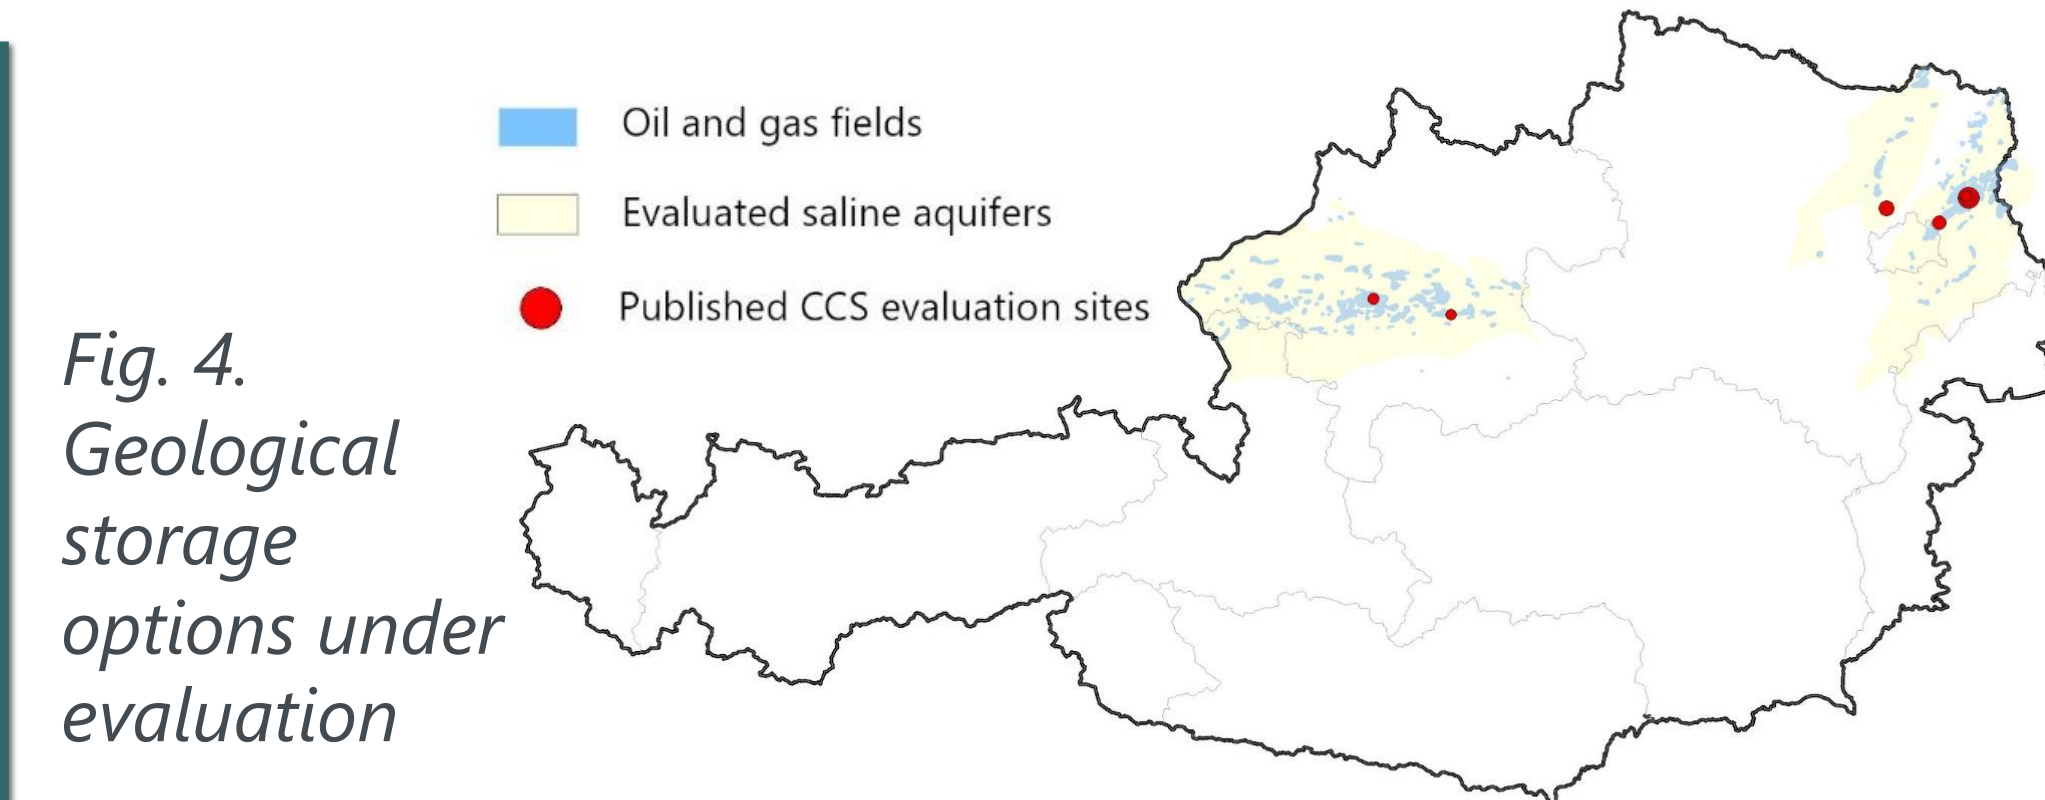 Oil and gas fields
Evaluated saline aquifers
Published CCS evaluation sites
Fig. 4.
Geological
storage
options under
evaluation